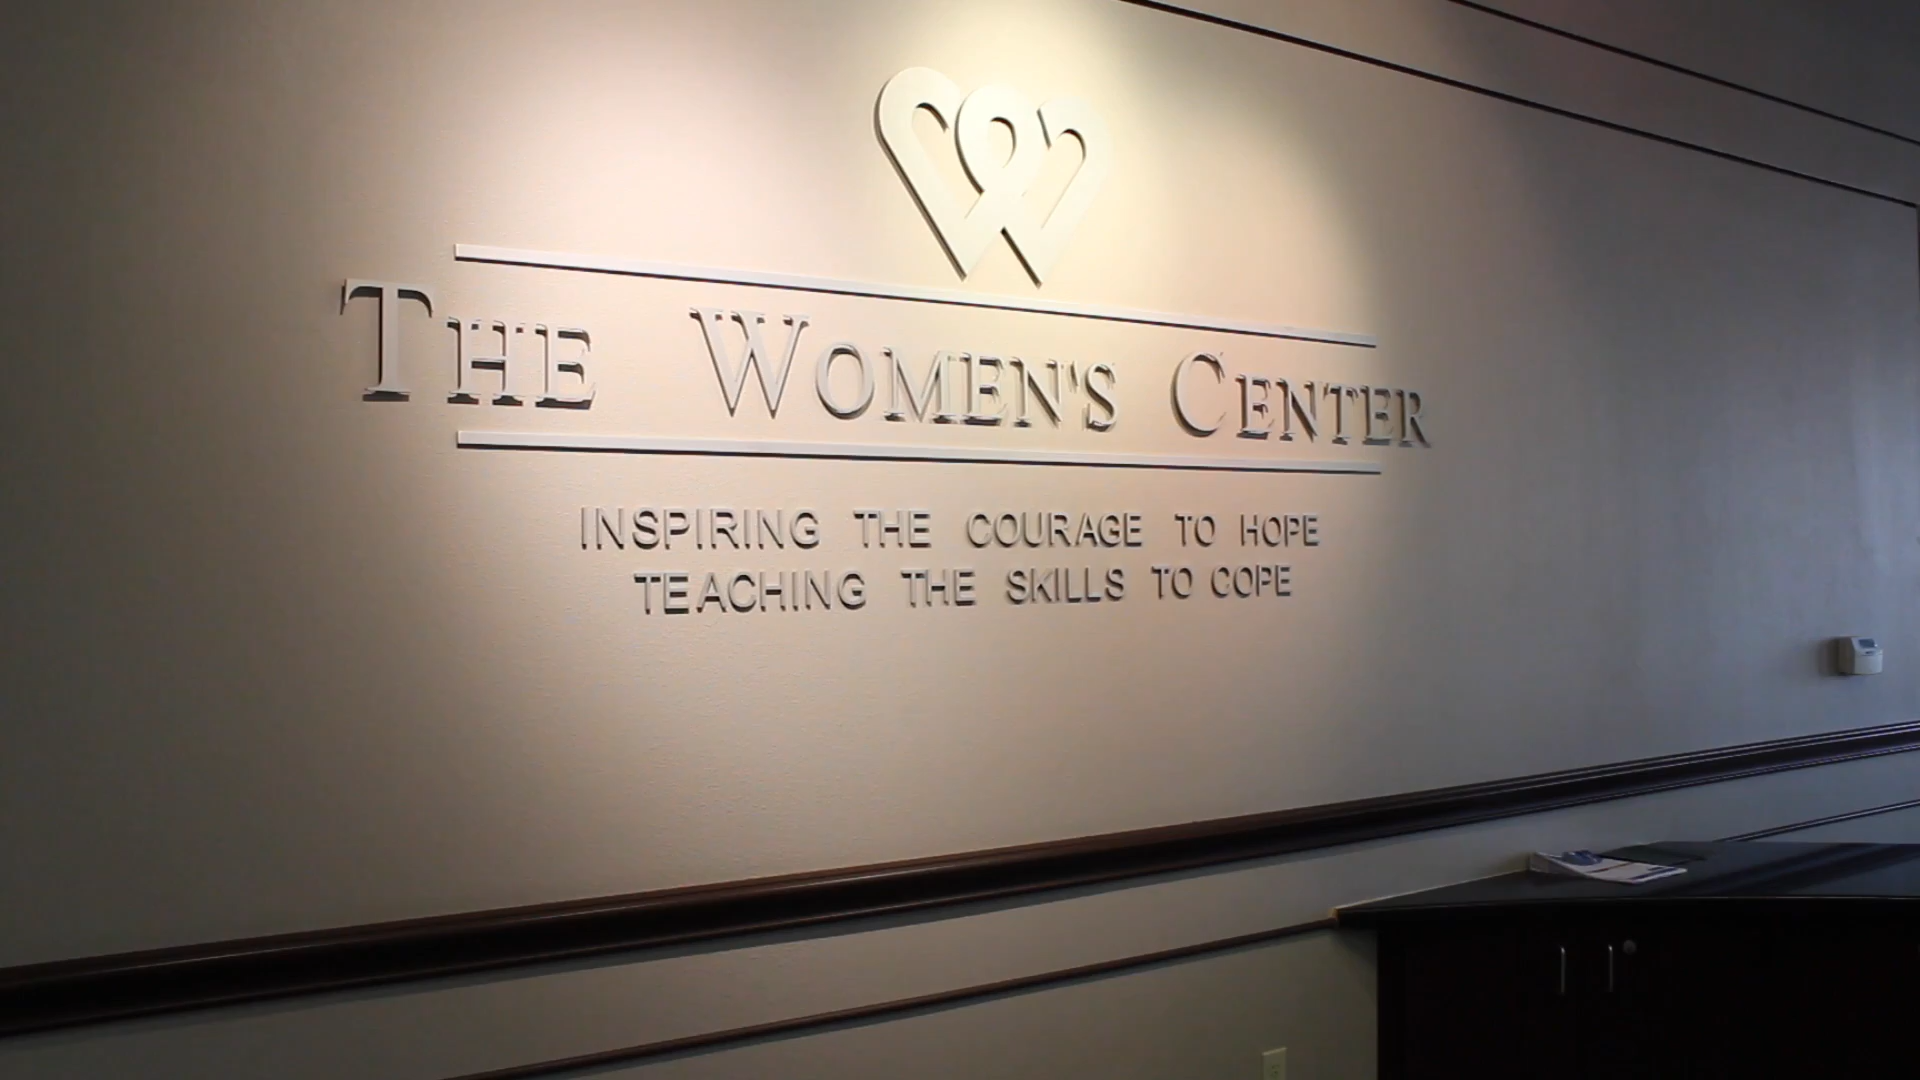 THE WOMEN'S CENTER
INSPIRING THE COURAGE TO HOPE
TEACHING THE SKILLS TO COPE